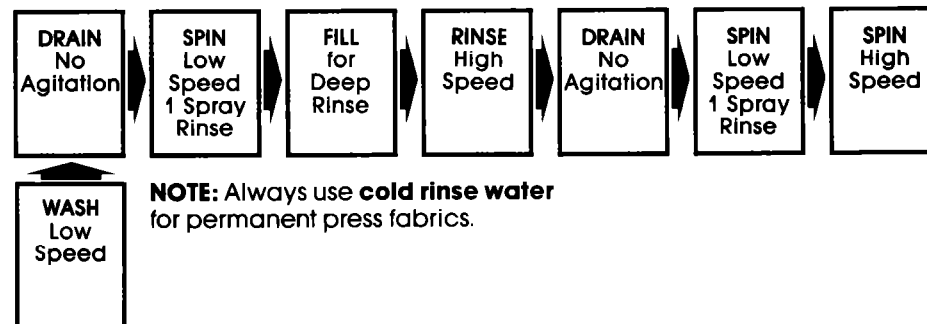 DRAIN
No
Agitation
SPIN
Low
Speed
1 Spray
Rinse
FILL
for
Deep
Rinse
RINSE
High
Speed
DRAIN
No
Agitation
SPIN
Low
Speed
1 Spray
Rinse
SPIN
High
Speed
WASH
Low
Speed
NOTE: Always use cold rinse water
for permanent press fabrics.